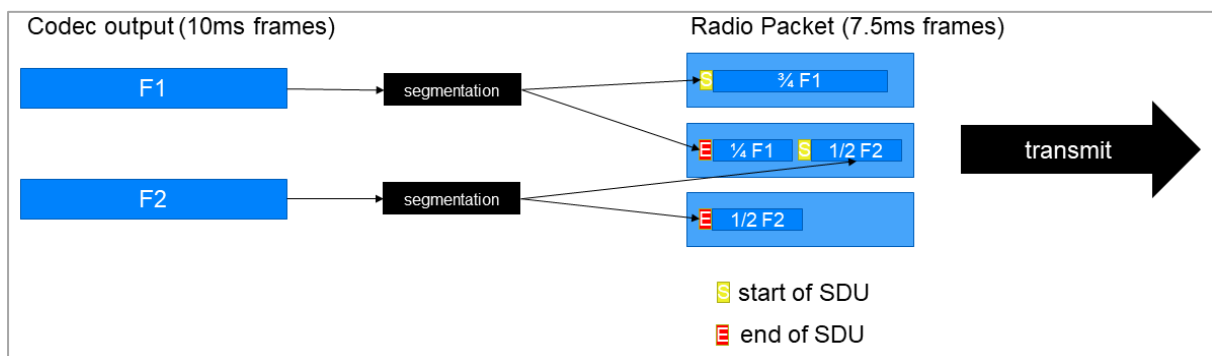 Codec output (10ms frames)
Radio Packet (7.5ms frames)
F1
segmentation
S ¾ F1
E ¼ F1 S 1/2 F2
transmit
F2
segmentation
E 1/2 F2
S start of SDU
E end of SDU